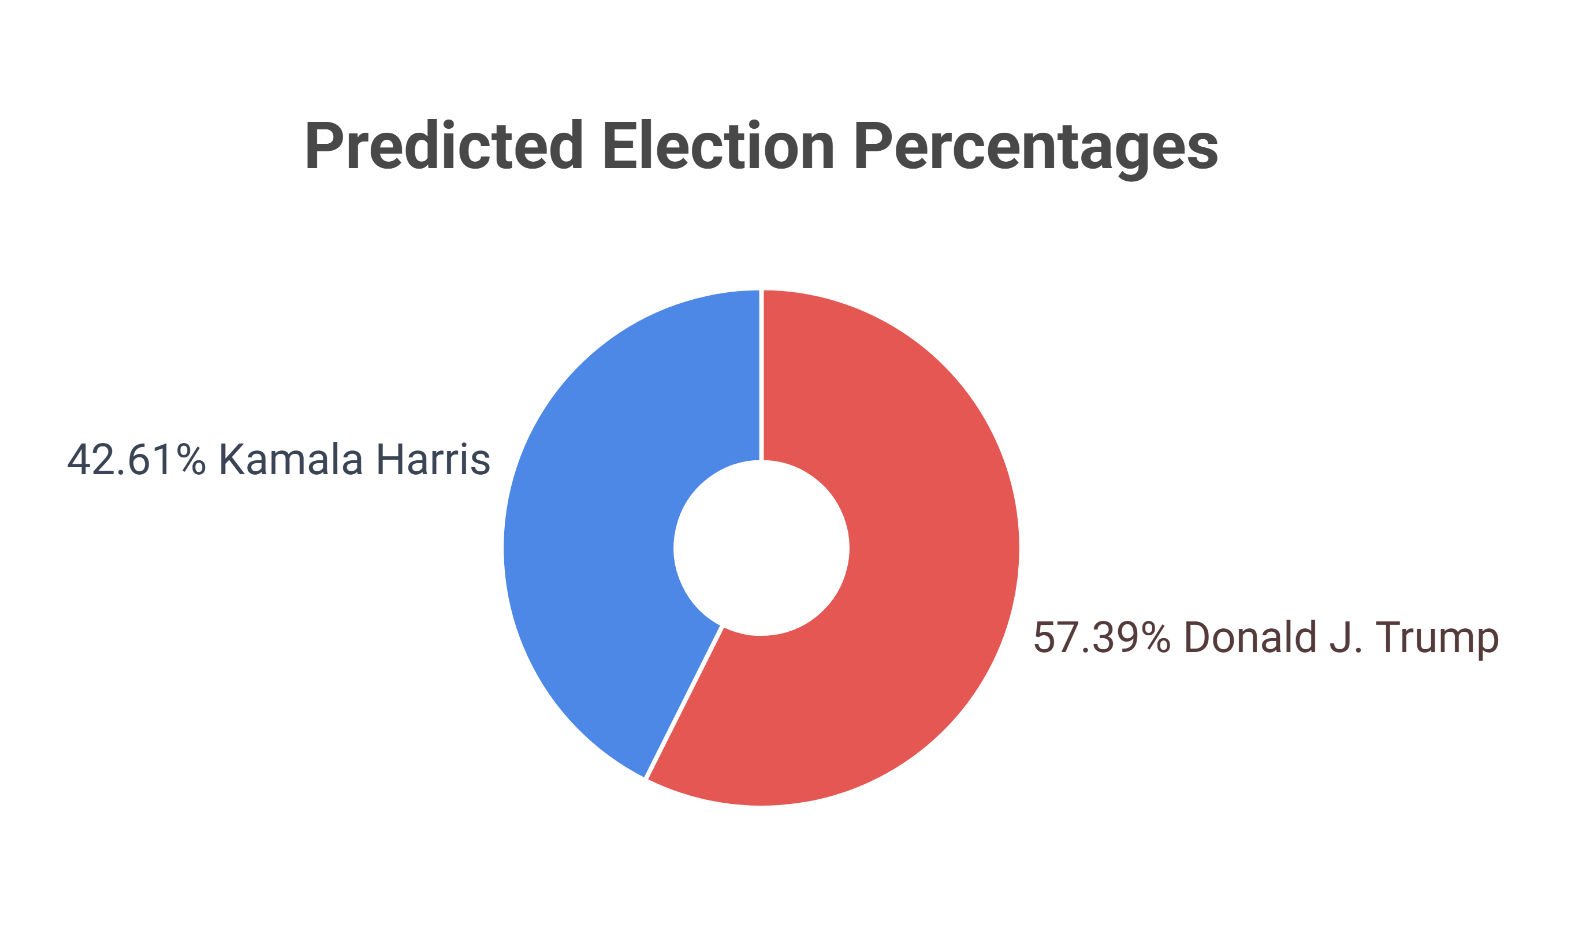 Predicted Election Percentages
42.61% Kamala Harris
57.39% Donald J. Trump